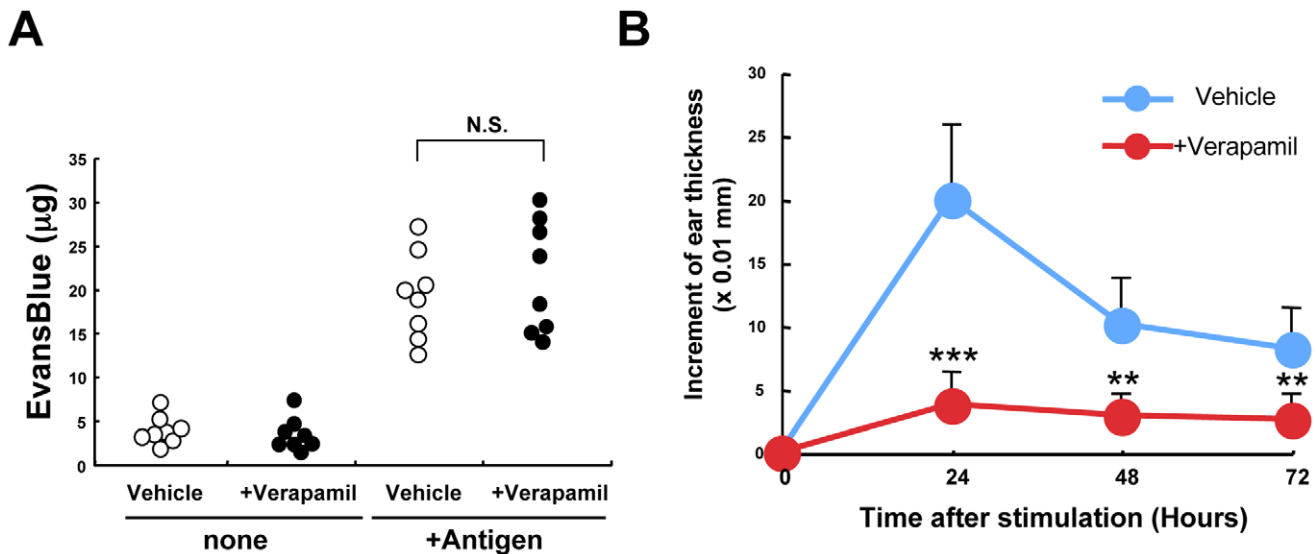 A
N.S.
EvansBlue (µg)
35
30
25
20
15
10
5
0
Vehicle +Verapamil Vehicle +Verapamil
none +Antigen
B
Increment of ear thickness
(x 0.01 mm)
30
25
20
15
10
5
0
Vehicle
+Verapamil
*** ** **
0 24 48 72
Time after stimulation (Hours)